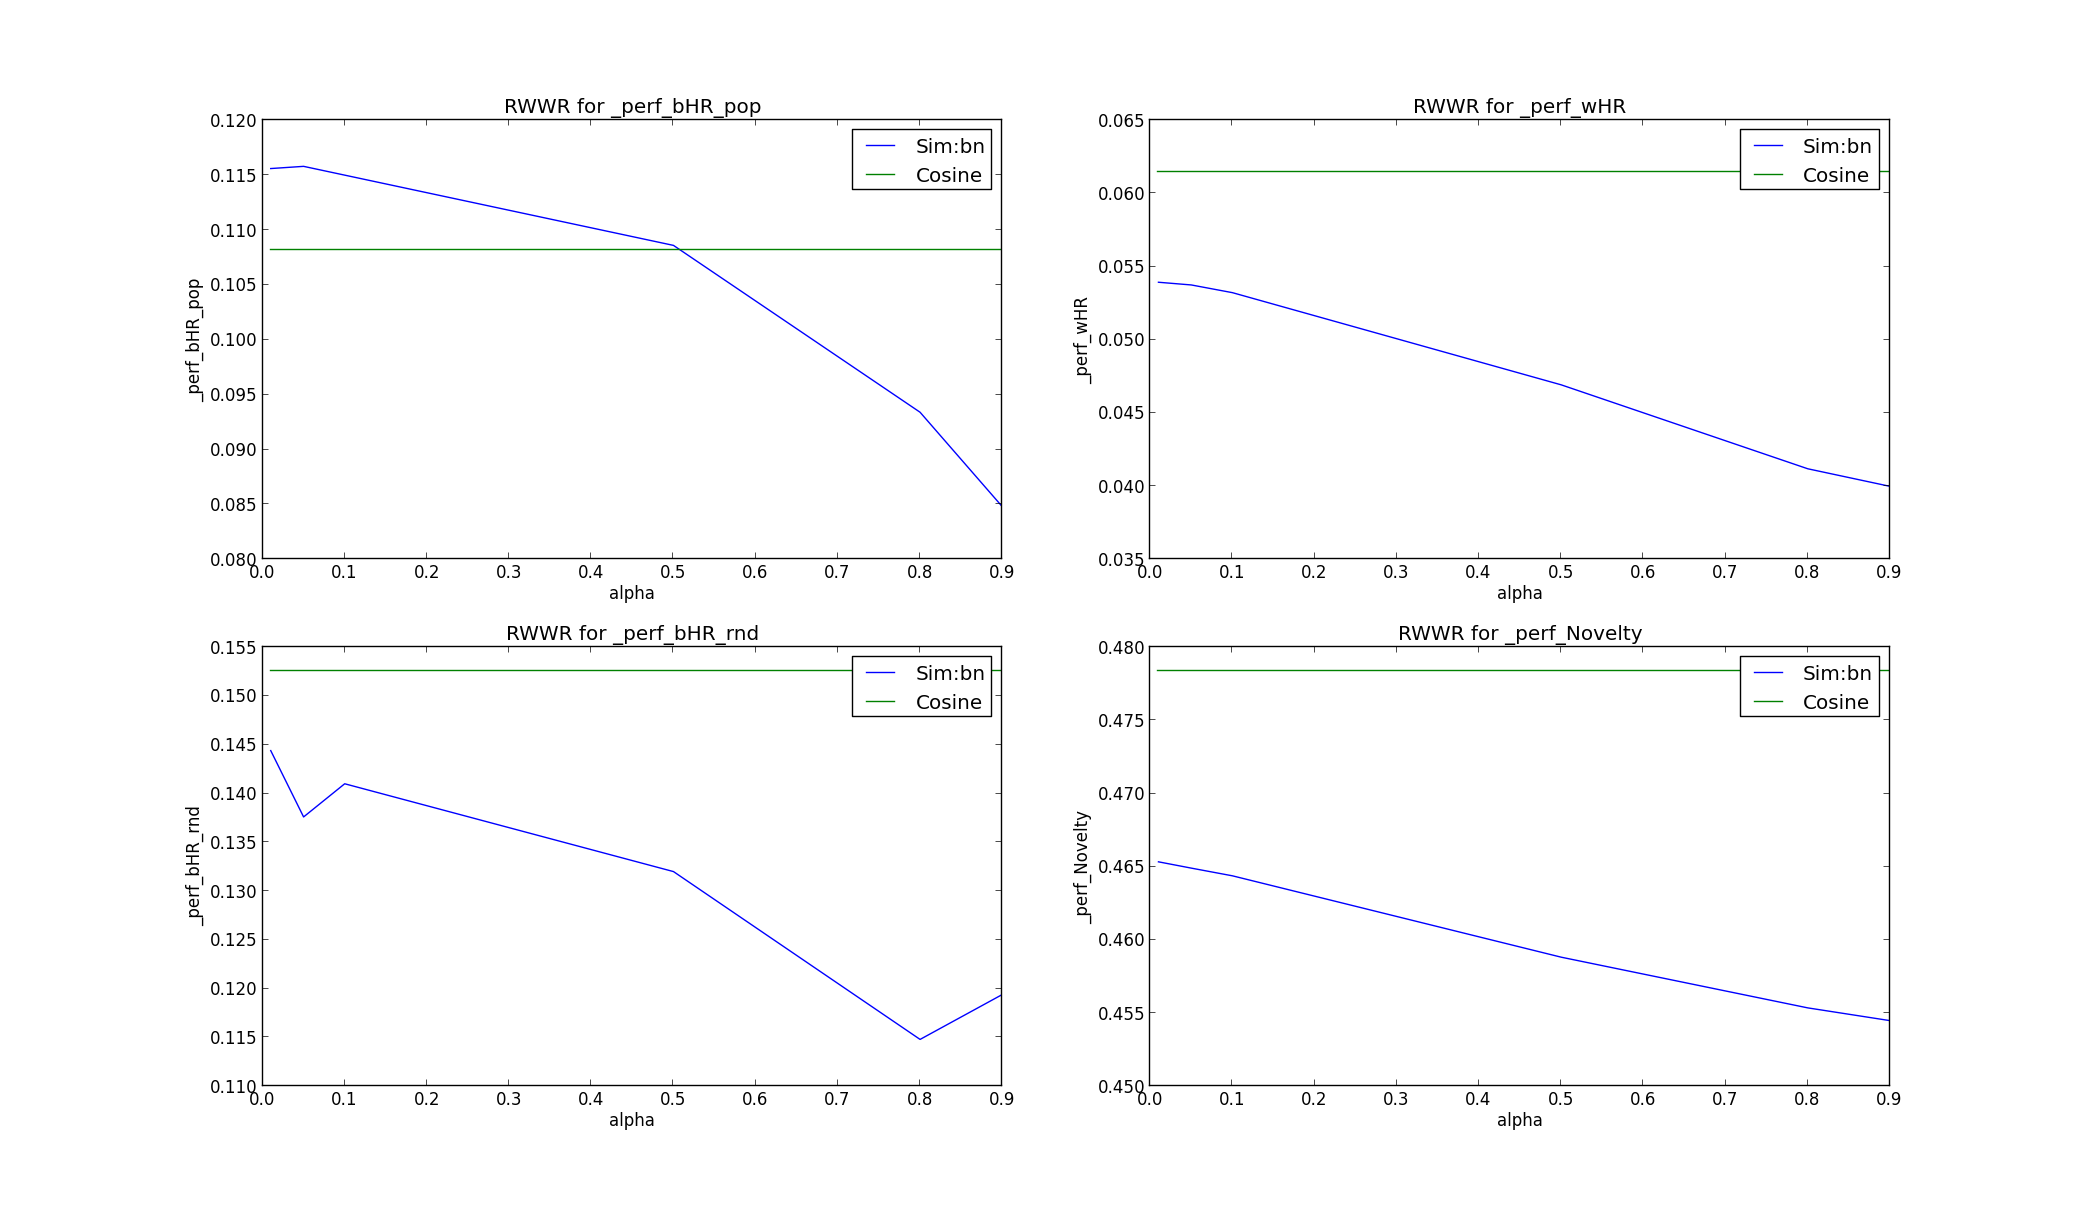 RWWR for _perf_bHR_pop
0.120
0.115
0.110
0.105
0.100
0.095
0.090
0.085
0.080
_perf_bHR_pop
Sim:bn
Cosine
0.0 0.1 0.2 0.3 0.4 0.5 0.6 0.7 0.8 0.9
alpha
RWWR for _perf_wHR
0.065
0.060
0.055
0.050
0.045
0.040
0.035
_perf_wHR
Sim:bn
Cosine
0.0 0.1 0.2 0.3 0.4 0.5 0.6 0.7 0.8 0.9
alpha
RWWR for _perf_bHR_rnd
0.155
0.150
0.145
0.140
0.135
0.130
0.125
0.120
0.115
0.110
_perf_bHR_rnd
Sim:bn
Cosine
0.0 0.1 0.2 0.3 0.4 0.5 0.6 0.7 0.8 0.9
alpha
RWWR for _perf_Novelty
0.480
0.475
0.470
0.465
0.460
0.455
0.450
_perf_Novelty
Sim:bn
Cosine
0.0 0.1 0.2 0.3 0.4 0.5 0.6 0.7 0.8 0.9
alpha